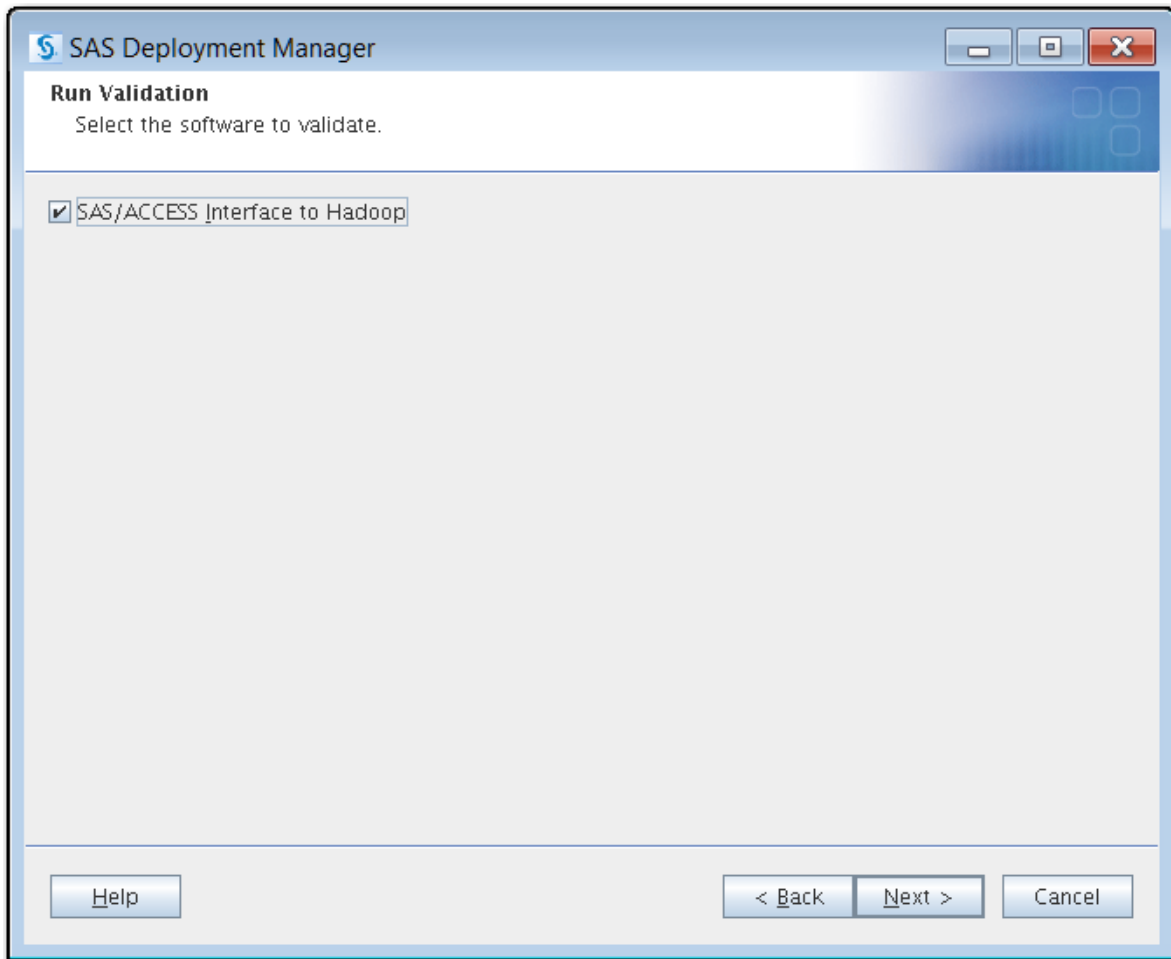 SAS Deployment Manager
Run Validation
Select the software to validate.
SAS/ACCESS Interface to Hadoop
Help
< Back
Next >
Cancel